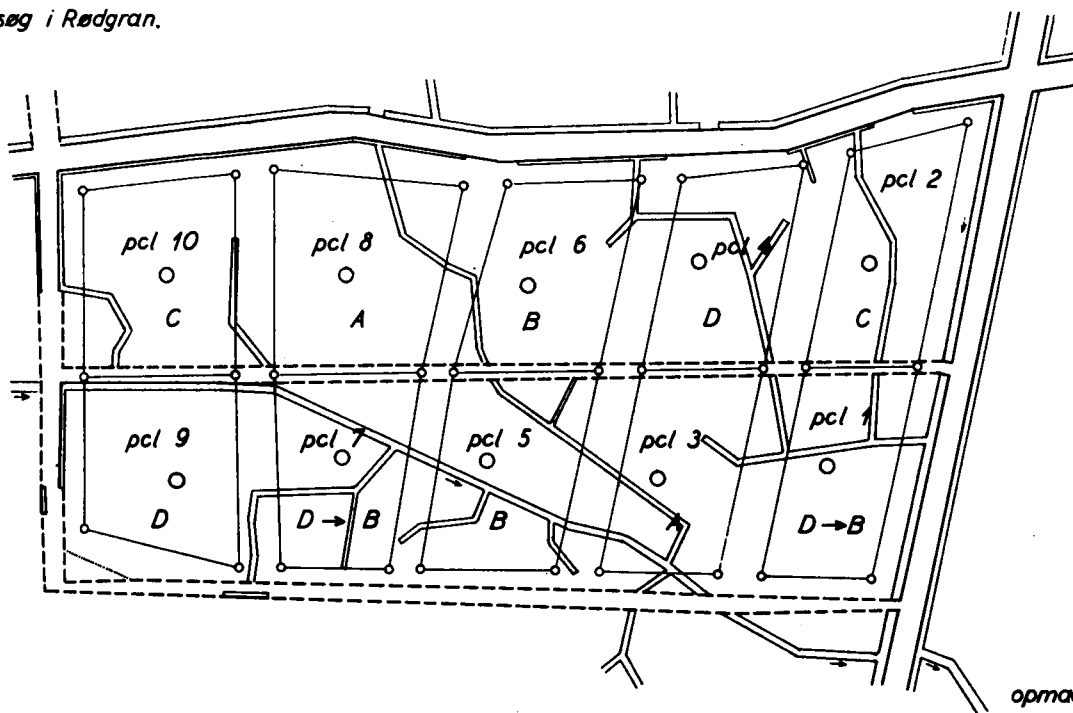 søg i Rødgran.
pcl 2
pcl 10
pcl 8
pcl 6
pcl 4
C
A
B
D
C
pcl 9
pcl 7
pcl 5
pcl 3
pcl 1
D
D → B
B
A
D → B
opmaa